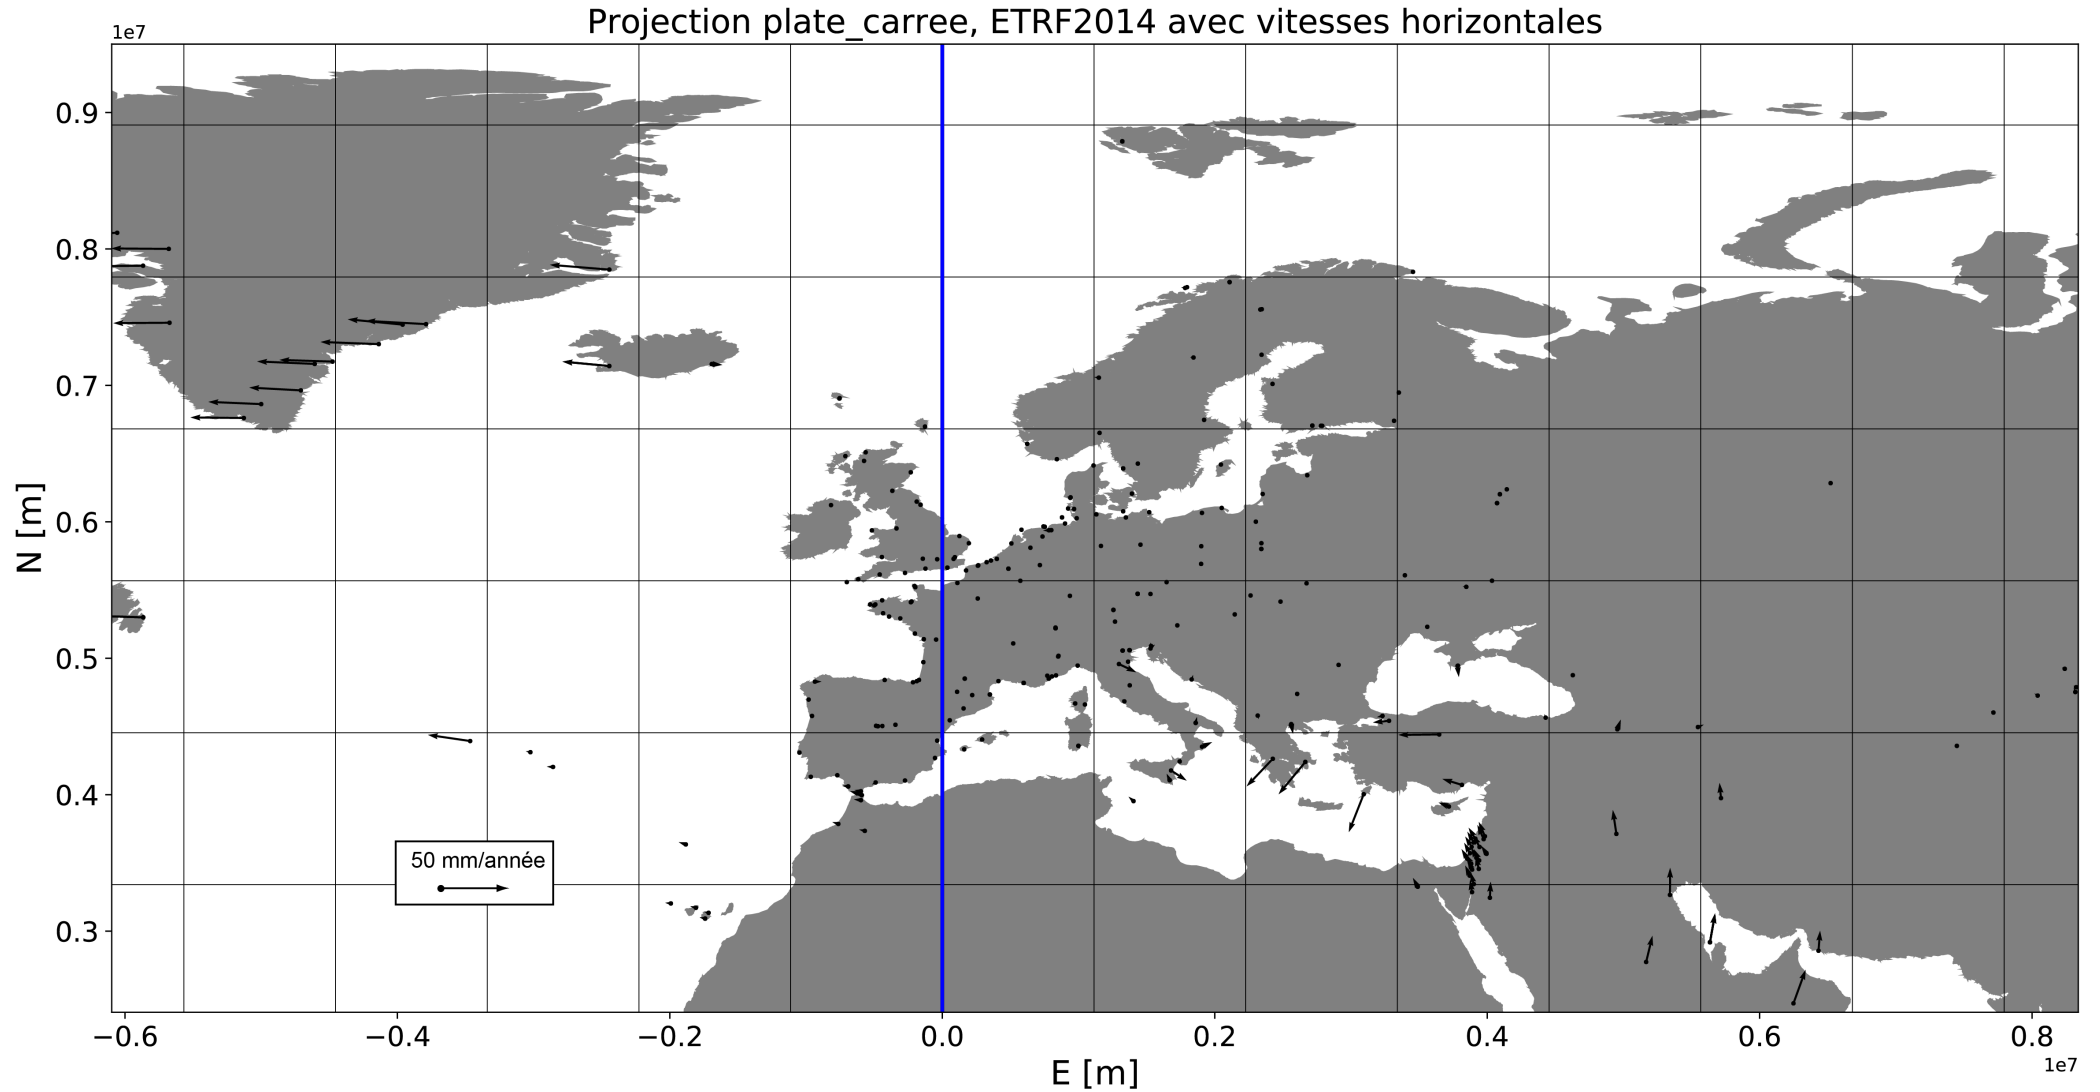 Projection plate_carree, ETRF2014 avec vitesses horizontales
1e7
0.9
0.8
0.7
0.6
0.5
0.4
0.3
N [m]
50 mm/année
−0.6 −0.4 −0.2 0.0 0.2 0.4 0.6 0.8
1e7
E [m]